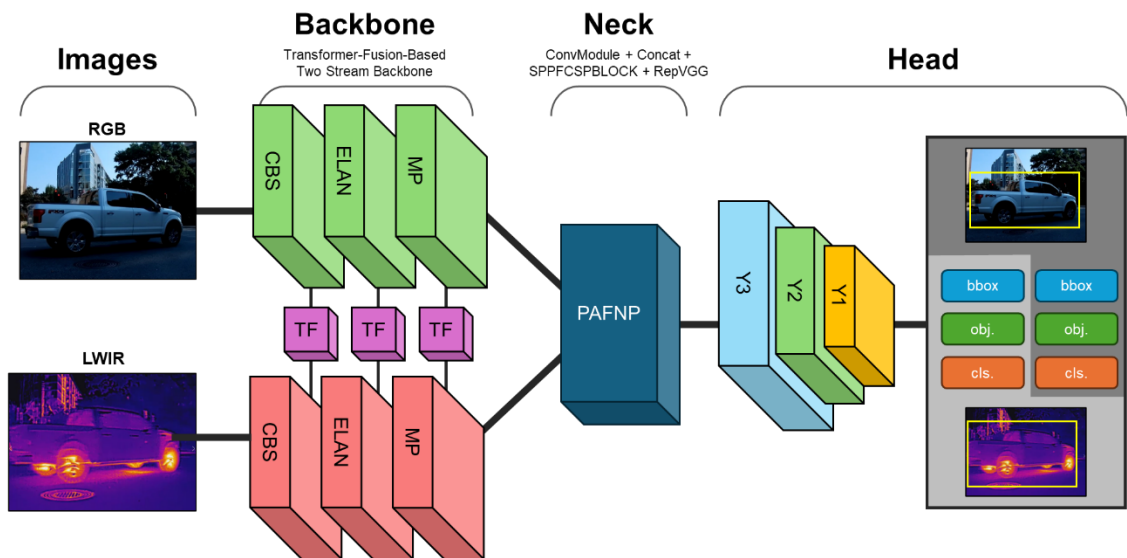 Images
Backbone
Transformer-Fusion-Based
Two Stream Backbone
Neck
ConvModule + Concat +
SPPFCSPBLOCK + RepVGG
Head
RGB
CBS
ELAN
MP
TF
TF
TF
LWIR
CBS
ELAN
MP
PAFNP
Y3
Y2
Y1
bbox
bbox
obj.
obj.
cls.
cls.